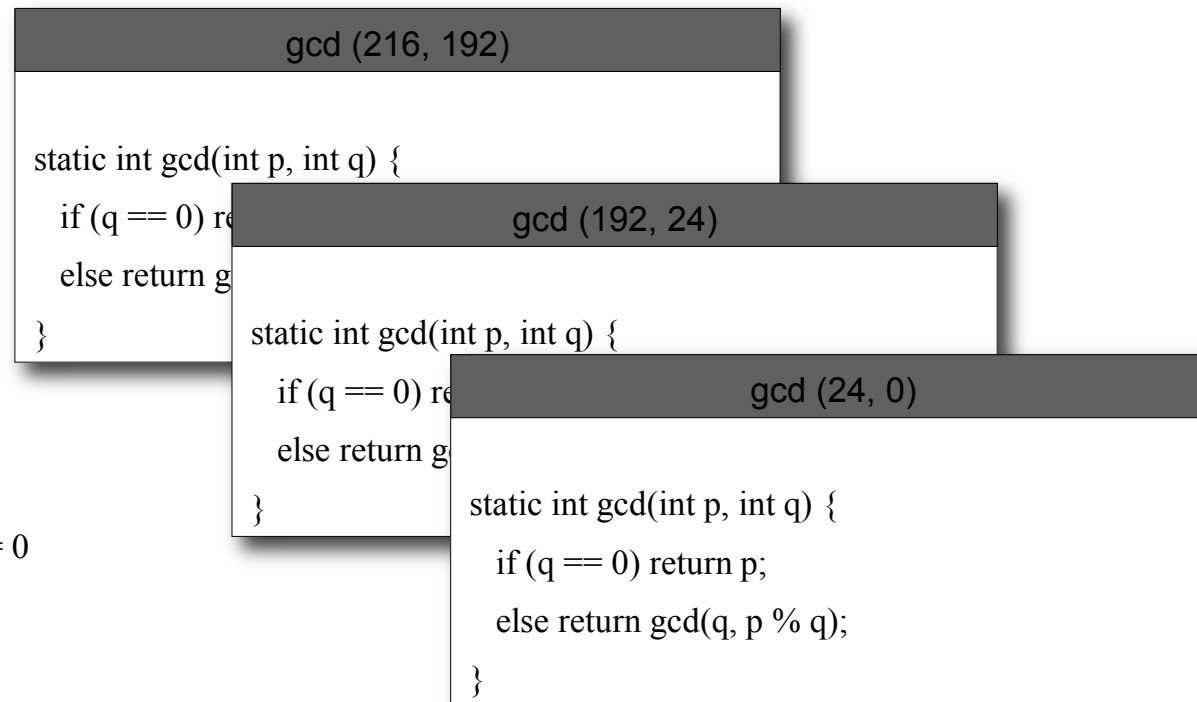 gcd (216, 192)
static int gcd(int p, int q) {
if (q == 0) re
else return g
}
gcd (192, 24)
static int gcd(int p, int q) {
if (q == 0) re
else return g
}
gcd (24, 0)
static int gcd(int p, int q) {
if (q == 0) return p;
else return gcd(q, p % q);
}
= 0